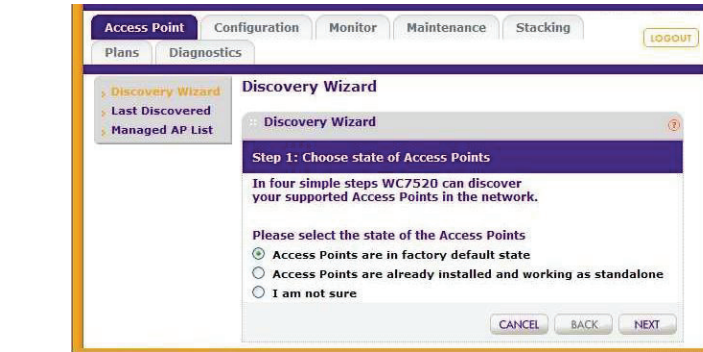 Access Point Configuration Monitor Maintenance Stacking
LOGOUT
Plans Diagnostics
Discovery Wizard
Last Discovered
Managed AP List
Discovery Wizard
Discovery Wizard
?
Step 1: Choose state of Access Points
In four simple steps WC7520 can discover
your supported Access Points in the network.
Please select the state of the Access Points
Access Points are in factory default state
Access Points are already installed and working as standalone
I am not sure
CANCEL BACK NEXT